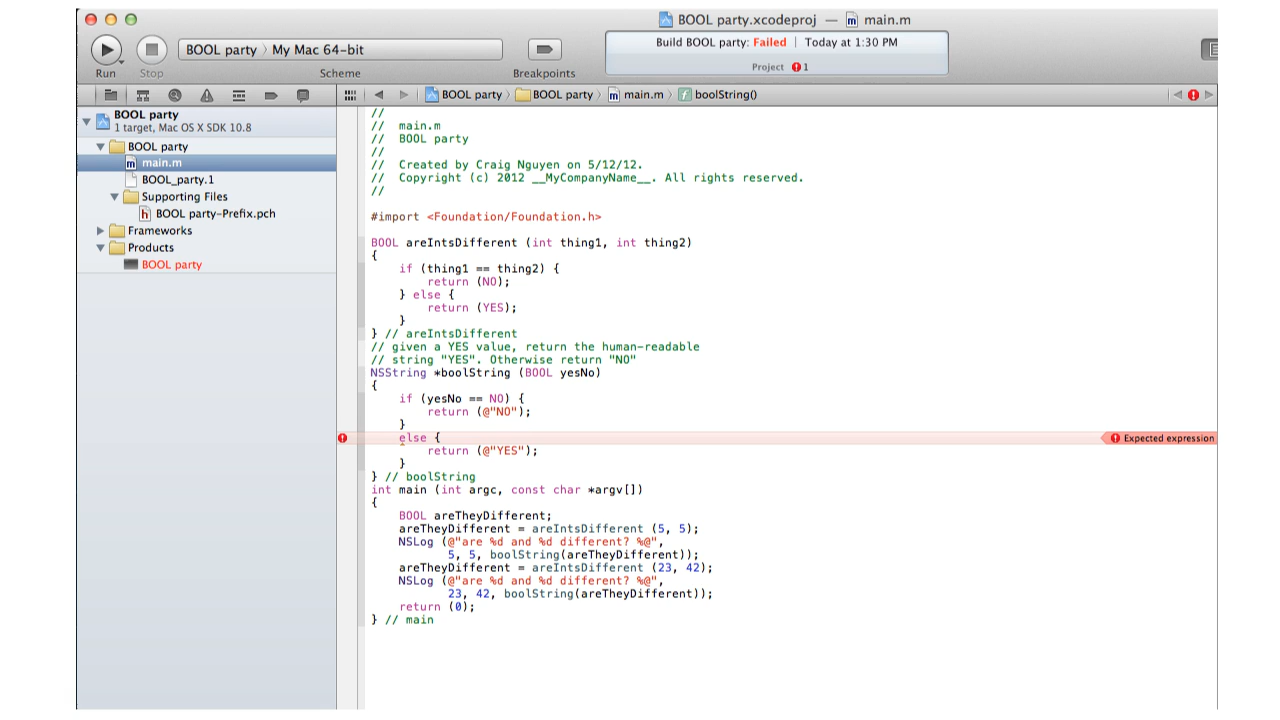 BOOL party.xcodeproj — main.m
BOOL party 〉 My Mac 64-bit
Build BOOL party: Failed | Today at 1:30 PM
Project 1
Run Stop Scheme Breakpoints
BOOL party 〉 BOOL party 〉 main.m 〉 boolString()
BOOL party
1 target, Mac OS X SDK 10.8
BOOL party
main.m
BOOL_party.1
Supporting Files
BOOL party-Prefix.pch
Frameworks
Products
BOOL party
//
//  main.m
//  BOOL party
//
//  Created by Craig Nguyen on 5/12/12.
//  Copyright (c) 2012 __MyCompanyName__. All rights reserved.
//
#import <Foundation/Foundation.h>
BOOL areIntsDifferent (int thing1, int thing2)
{
    if (thing1 == thing2) {
        return (NO);
    } else {
        return (YES);
    }
} // areIntsDifferent
// given a YES value, return the human-readable
// string "YES". Otherwise return "NO"
NSString *boolString (BOOL yesNo)
{
    if (yesNo == NO) {
        return (@"NO");
    }
    else {
Expected expression
        return (@"YES");
    }
} // boolString
int main (int argc, const char *argv[])
{
    BOOL areTheyDifferent;
    areTheyDifferent = areIntsDifferent (5, 5);
    NSLog (@"are %d and %d different? %@",
           5, 5, boolString(areTheyDifferent));
    areTheyDifferent = areIntsDifferent (23, 42);
    NSLog (@"are %d and %d different? %@",
           23, 42, boolString(areTheyDifferent));
    return (0);
} // main